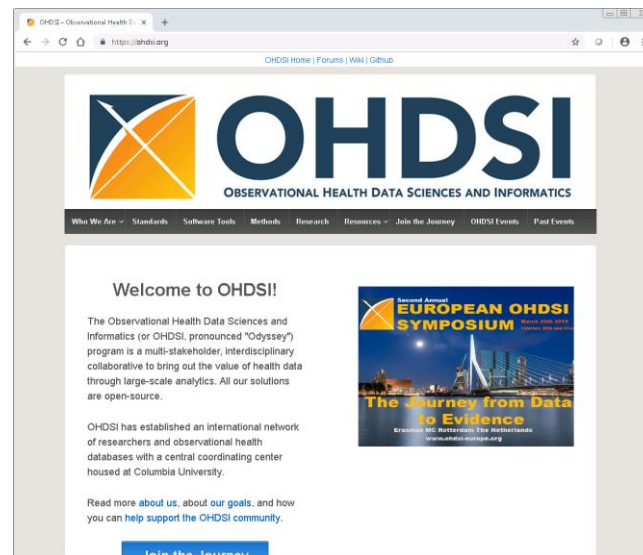 OHDSI – Observational Health Da
https://ohdsi.org
OHDSI Home | Forums | Wiki | Github
OHDSI
OBSERVATIONAL HEALTH DATA SCIENCES AND INFORMATICS
Who We Are Standards Software Tools Methods Research Resources Join the Journey OHDSI Events Past Events
Welcome to OHDSI!
The Observational Health Data Sciences and
Informatics (or OHDSI, pronounced "Odyssey")
program is a multi-stakeholder, interdisciplinary
collaborative to bring out the value of health data
through large-scale analytics. All our solutions
are open-source.
OHDSI has established an international network
of researchers and observational health
databases with a central coordinating center
housed at Columbia University.
Read more about us, about our goals, and how
you can help support the OHDSI community.
Join the Journey
Second Annual
EUROPEAN OHDSI
SYMPOSIUM
The Journey from Data
to Evidence
Erasmus MC Rotterdam The Netherlands
www.ohdsi-europe.org